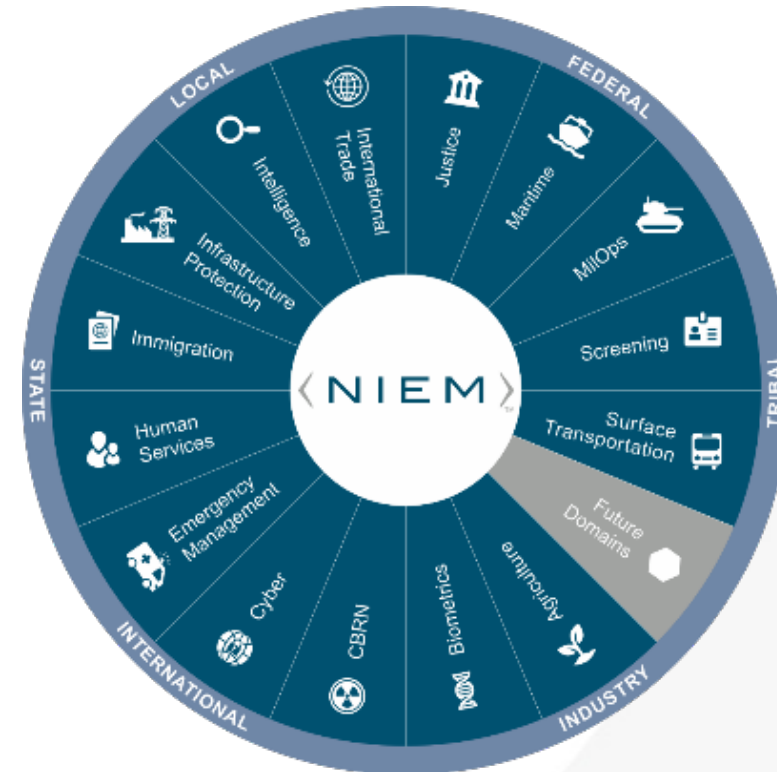 LOCAL
FEDERAL
TRIBAL
INDUSTRY
INTERNATIONAL
STATE
International
Trade
Justice
Maritime
MilOps
Screening
Surface
Transportation
Future
Domains
Agriculture
Biometrics
CBRN
Cyber
Emergency
Management
Human
Services
Immigration
Infrastructure
Protection
Intelligence
NIEM